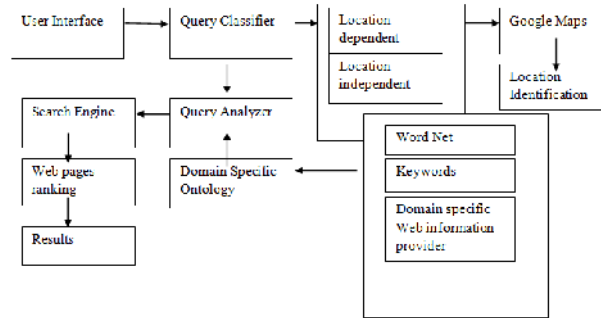 User Interface
Query Classifier
Location
dependent
Location
independent
Google Maps
Location
Identification
Search Engine
Query Analyzer
Word Net
Keywords
Domain specific
Web information
provider
Web pages
ranking
Domain Specific
Ontology
Results